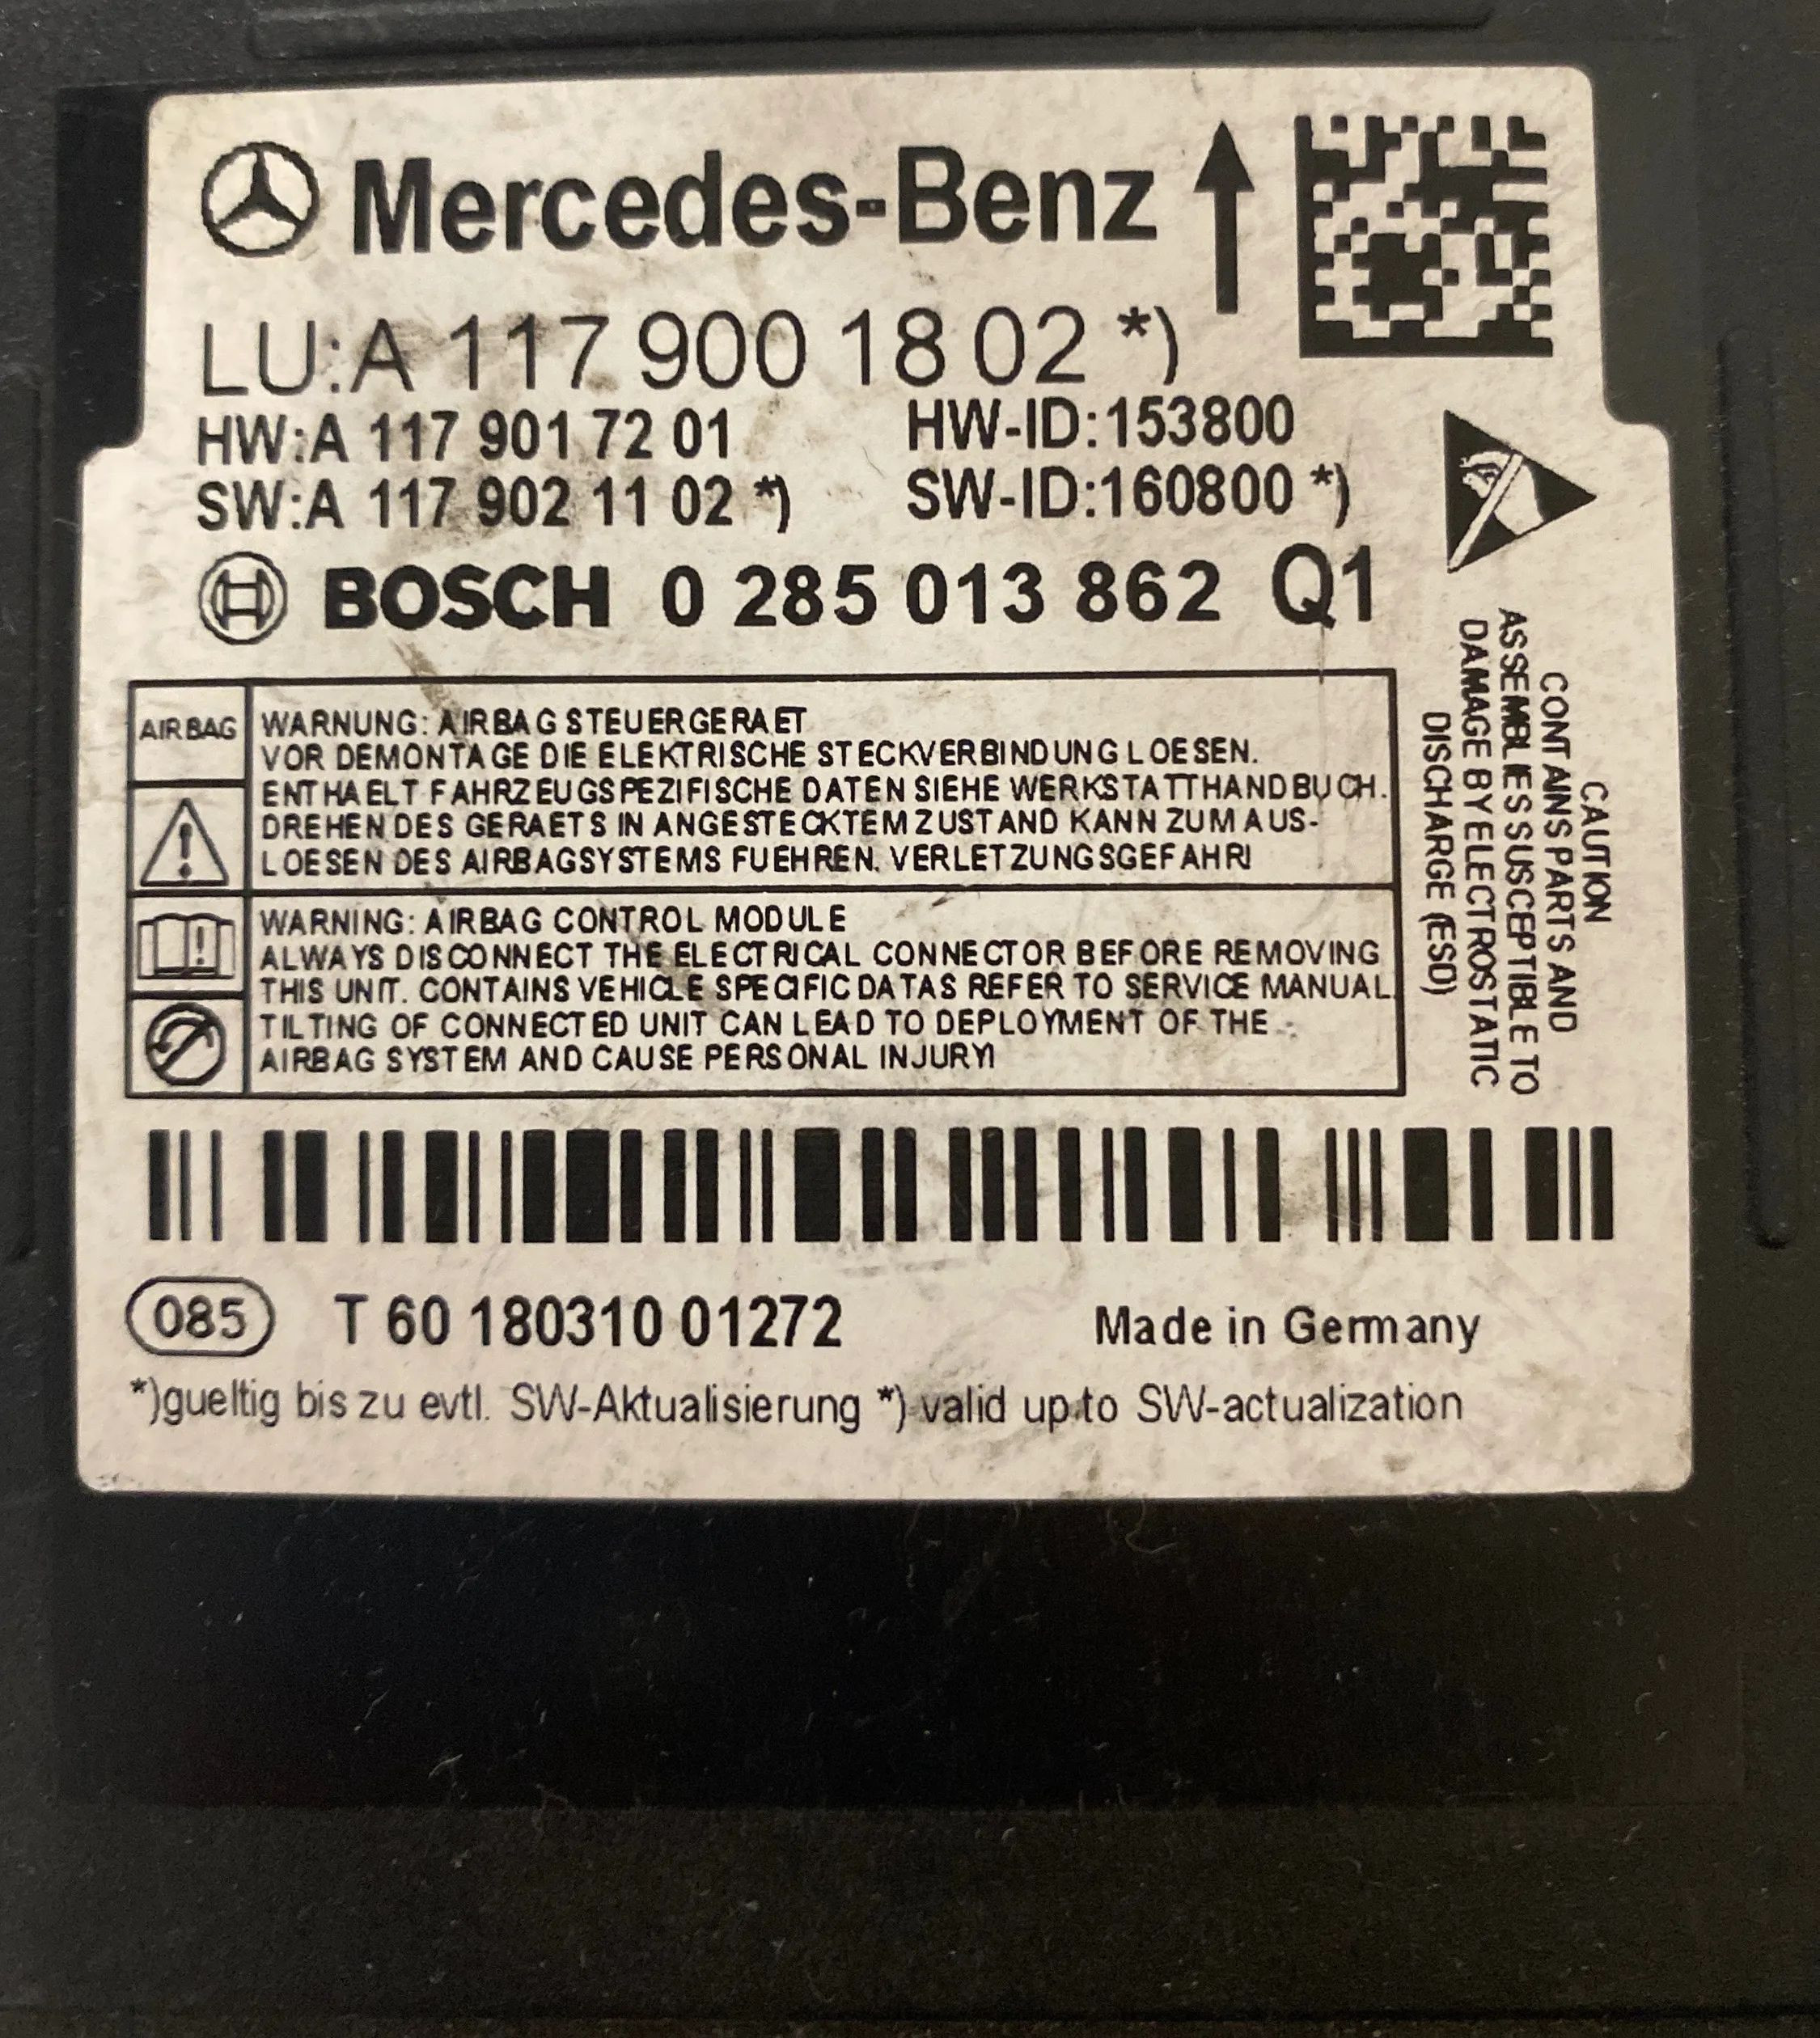 Mercedes-Benz
LU:A 117 900 18 02 *)
HW:A 117 901 72 01 HW-ID:153800
SW:A 117 902 11 02 *) SW-ID:160800 *)
BOSCH 0 285 013 862 Q1
AIRBAG
WARNUNG: AIRBAG STEUERGERAET
VOR DEMONTAGE DIE ELEKTRISCHE STECKVERBINDUNG LOESEN.
ENTHAELT FAHRZEUGSPEZIFISCHE DATEN SIEHE WERKSTATTHANDBUCH.
DREHEN DES GERAETS IN ANGESTECKTEM ZUSTAND KANN ZUM AUS-
LOESEN DES AIRBAGSYSTEMS FUEHREN. VERLETZUNGSGEFAHR!
WARNING: AIRBAG CONTROL MODULE
ALWAYS DISCONNECT THE ELECTRICAL CONNECTOR BEFORE REMOVING
THIS UNIT. CONTAINS VEHICLE SPECIFIC DATAS REFER TO SERVICE MANUAL.
TILTING OF CONNECTED UNIT CAN LEAD TO DEPLOYMENT OF THE
AIRBAG SYSTEM AND CAUSE PERSONAL INJURY!
CAUTION
CONTAINS PARTS AND
ASSEMBLIES SUSCEPTIBLE TO
DAMAGE BY ELECTROSTATIC
DISCHARGE (ESD)
085 T 60 180310 01272 Made in Germany
*)gueltig bis zu evtl. SW-Aktualisierung *) valid up to SW-actualization